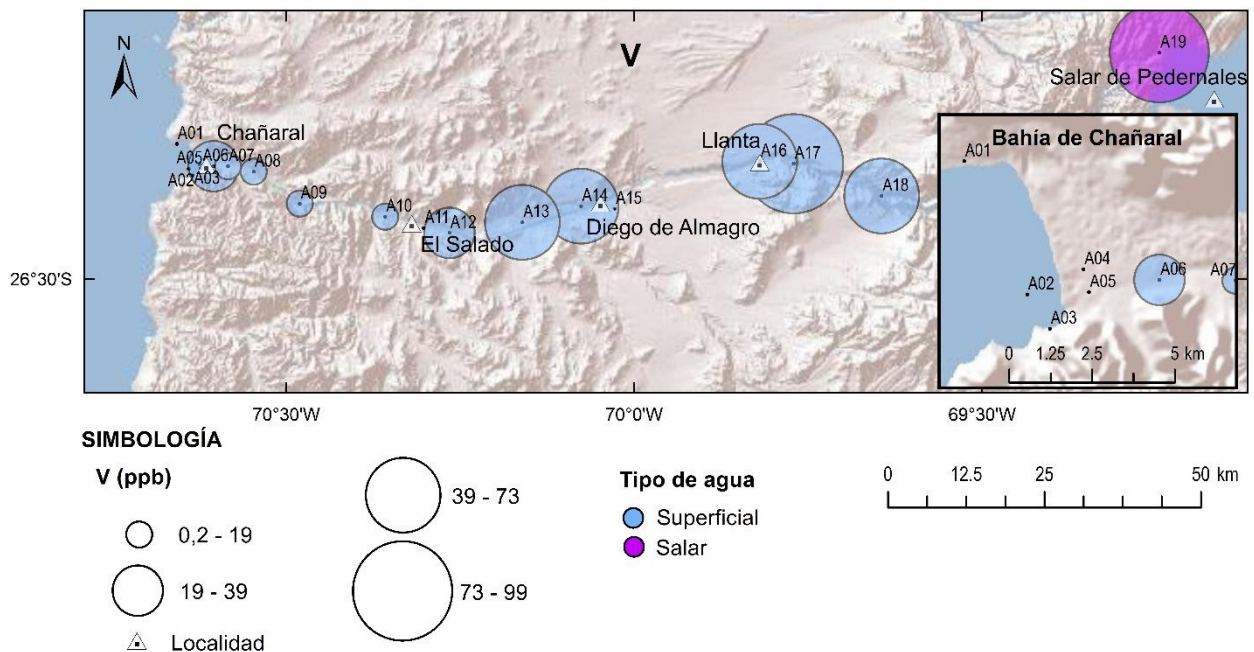 N
V
A19
Salar de Pedernales
A01
Chañaral
A05
A06
A07
A08
A02
A03
A09
A10
A11
A12
El Salado
A13
A14
A15
Diego de Almagro
Llanta
A16
A17
A18
26°30'S
Bahía de Chañaral
A01
A04
A02
A05
A06
A07
A03
0 1.25 2.5 5 km
70°30'W 70°0'W 69°30'W
SIMBOLOGÍA
V (ppb)
0,2 - 19
19 - 39
39 - 73
73 - 99
Localidad
Tipo de agua
Superficial
Salar
0 12.5 25 50 km